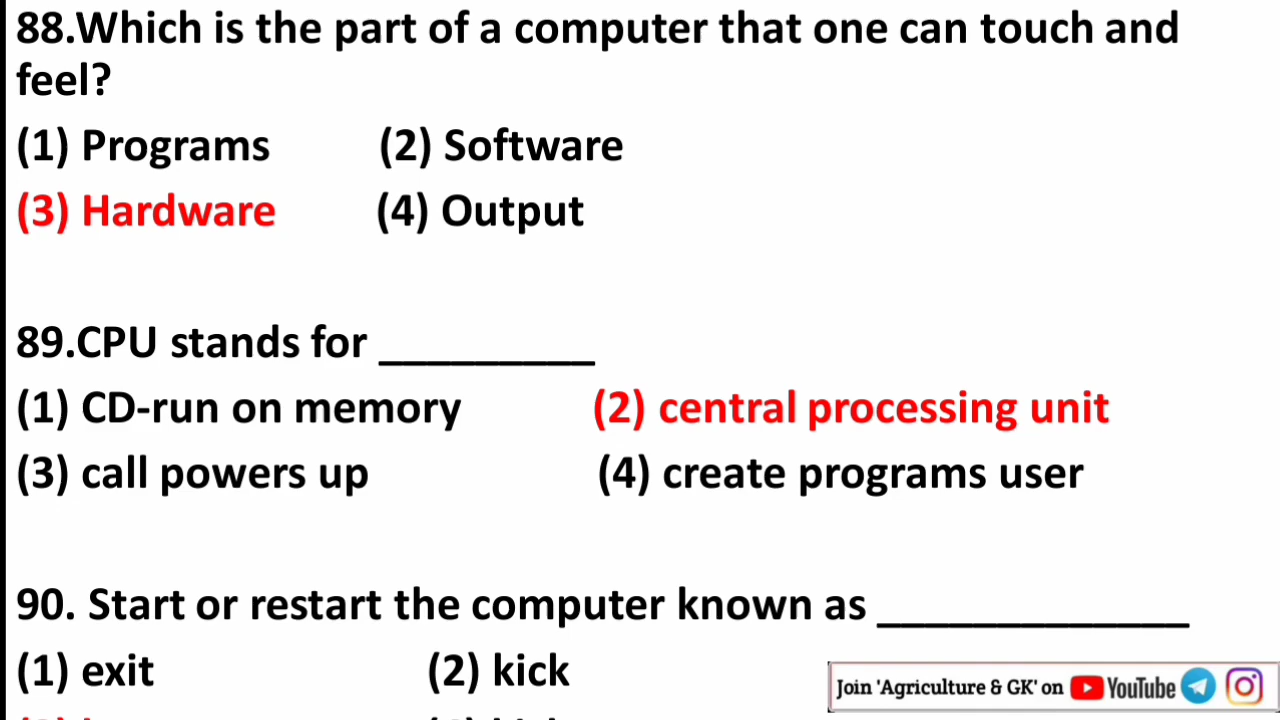 88.Which is the part of a computer that one can touch and
feel?
(1) Programs (2) Software
(3) Hardware (4) Output
89.CPU stands for _________
(1) CD-run on memory (2) central processing unit
(3) call powers up (4) create programs user
90. Start or restart the computer known as _____________
(1) exit (2) kick
Join 'Agriculture & GK' on YouTube